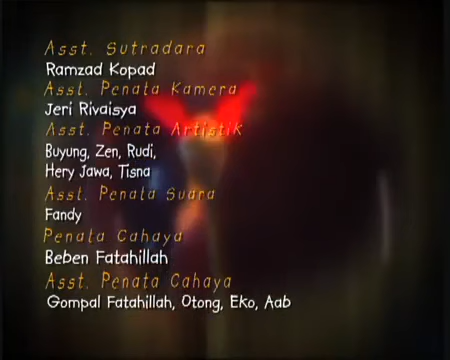 Asst. Sutradara
Ramzad Kopad
Asst. Penata Kamera
Jeri Rivaisya
Asst. Penata Artistik
Buyung, Zen, Rudi,
Hery Jawa, Tisna
Asst. Penata Suara
Fandy
Penata Cahaya
Beben Fatahillah
Asst. Penata Cahaya
Gompal Fatahillah, Otong, Eko, Aab